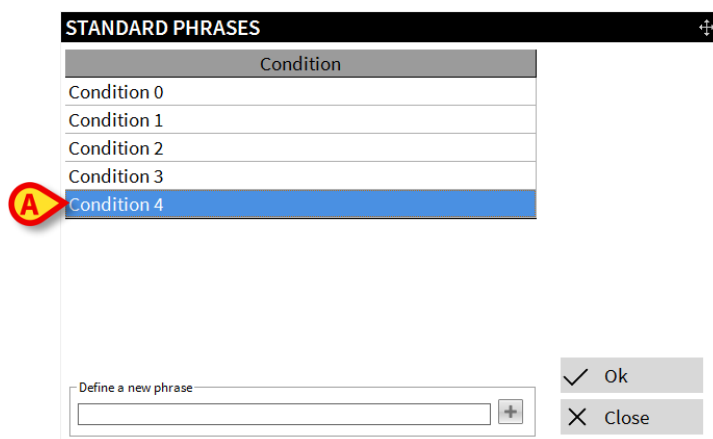 STANDARD PHRASES
Condition
Condition 0
Condition 1
Condition 2
Condition 3
A
Condition 4
Define a new phrase
Ok
Close